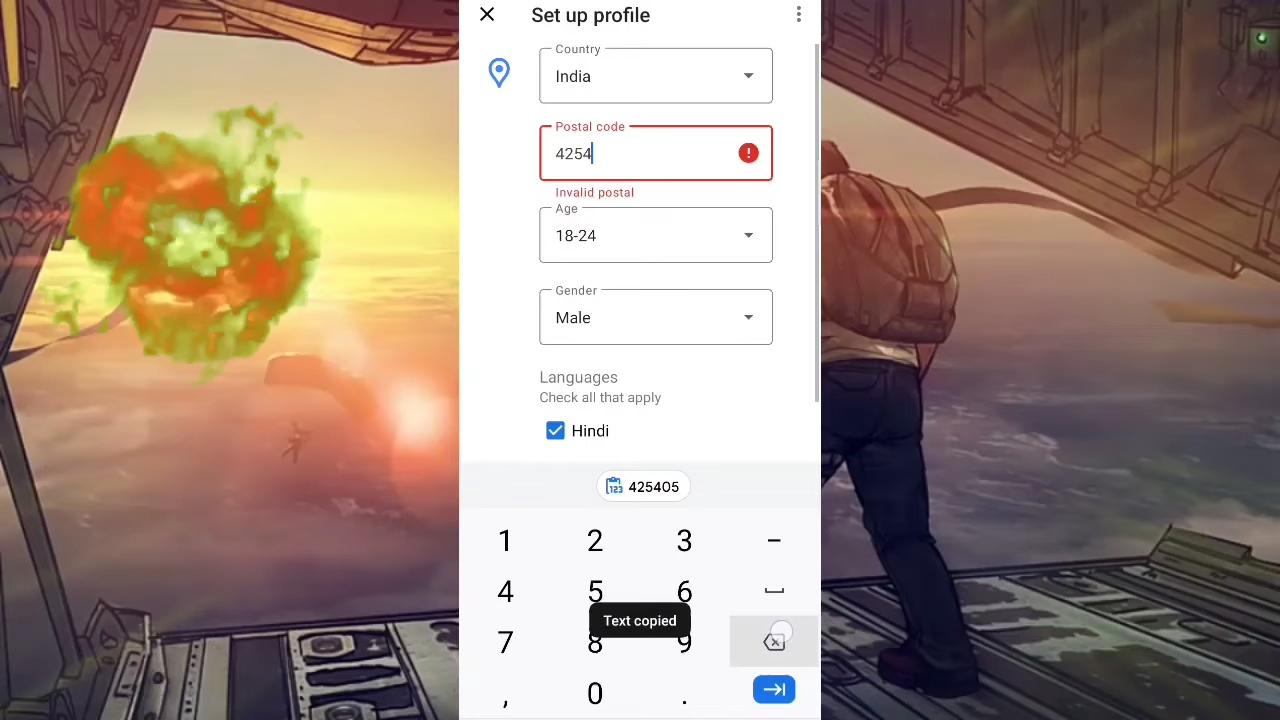 Set up profile
Country
India
Postal code
4254
Invalid postal
Age
18-24
Gender
Male
Languages
Check all that apply
Hindi
123 425405
1 2 3 -
4 5 6
Text copied
7 8 9
, 0 .